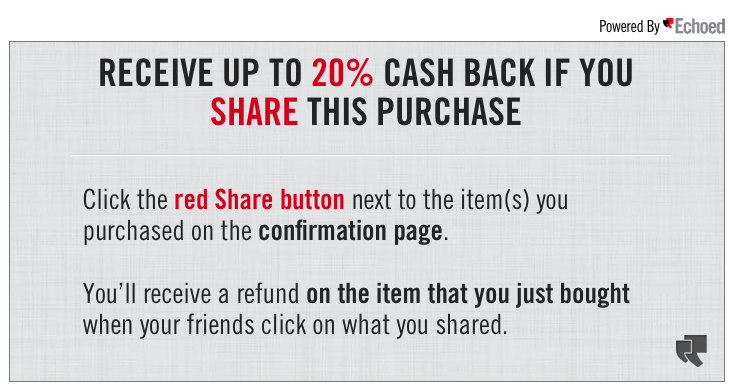 Powered By Echoed
RECEIVE UP TO 20% CASH BACK IF YOU
SHARE THIS PURCHASE
Click the red Share button next to the item(s) you
purchased on the confirmation page.
You’ll receive a refund on the item that you just bought
when your friends click on what you shared.